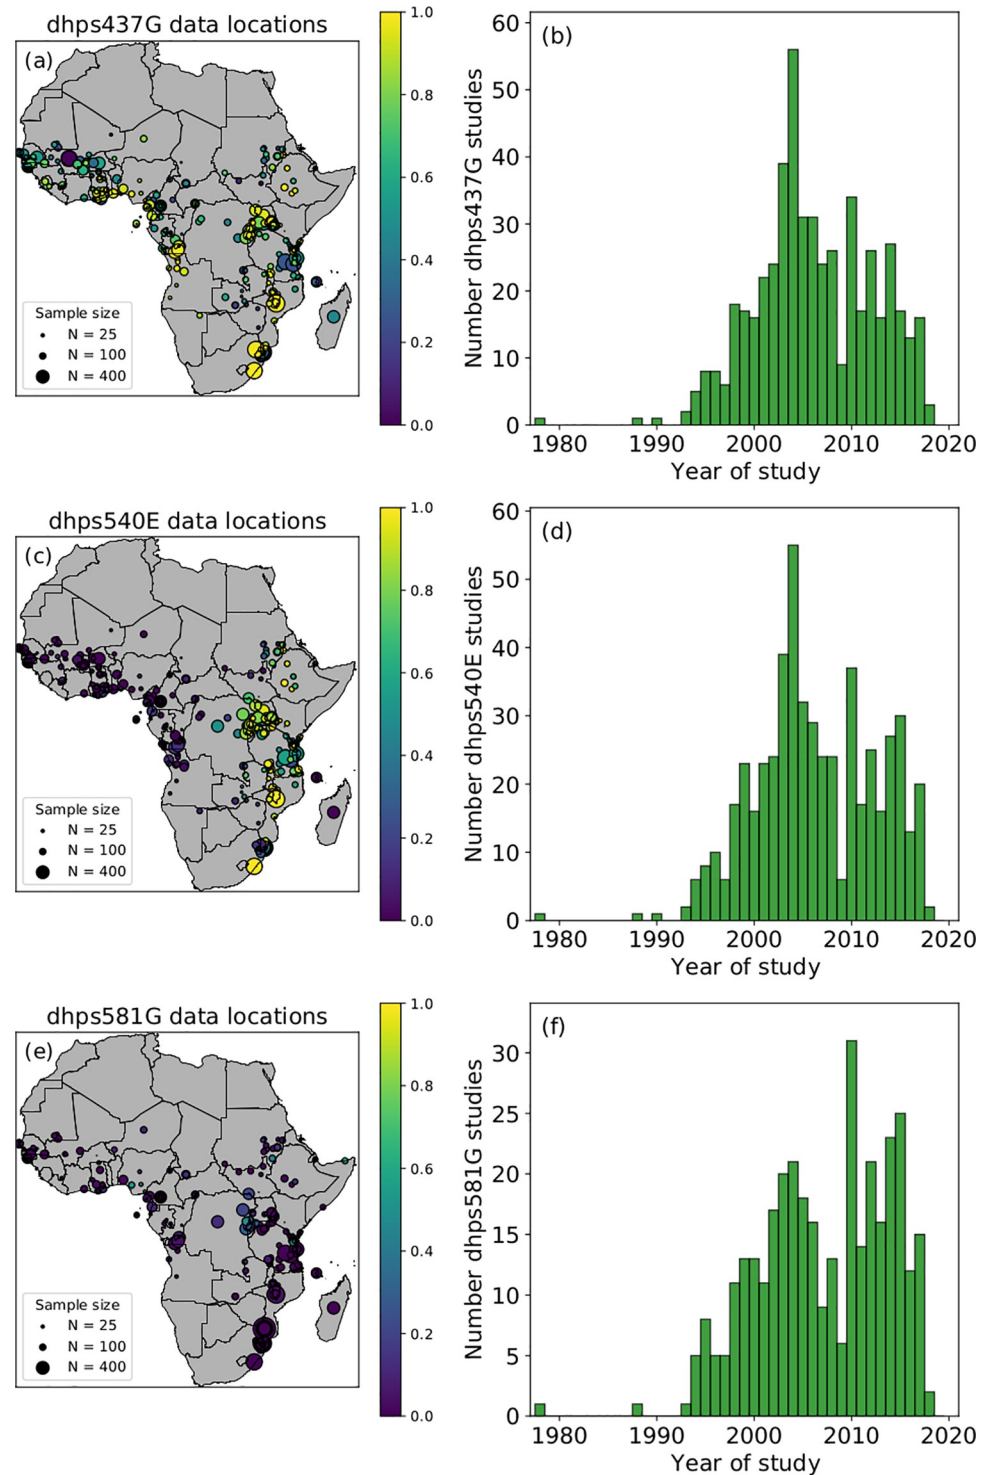 dhps437G data locations
(a)
Sample size
N = 25
N = 100
N = 400
1.0
0.8
0.6
0.4
0.2
0.0
(b)
Number dhps437G studies
60
50
40
30
20
10
0
1980 1990 2000 2010 2020
Year of study
dhps540E data locations
(c)
Sample size
N = 25
N = 100
N = 400
1.0
0.8
0.6
0.4
0.2
0.0
(d)
Number dhps540E studies
60
50
40
30
20
10
0
1980 1990 2000 2010 2020
Year of study
dhps581G data locations
(e)
Sample size
N = 25
N = 100
N = 400
1.0
0.8
0.6
0.4
0.2
0.0
(f)
Number dhps581G studies
30
25
20
15
10
5
0
1980 1990 2000 2010 2020
Year of study